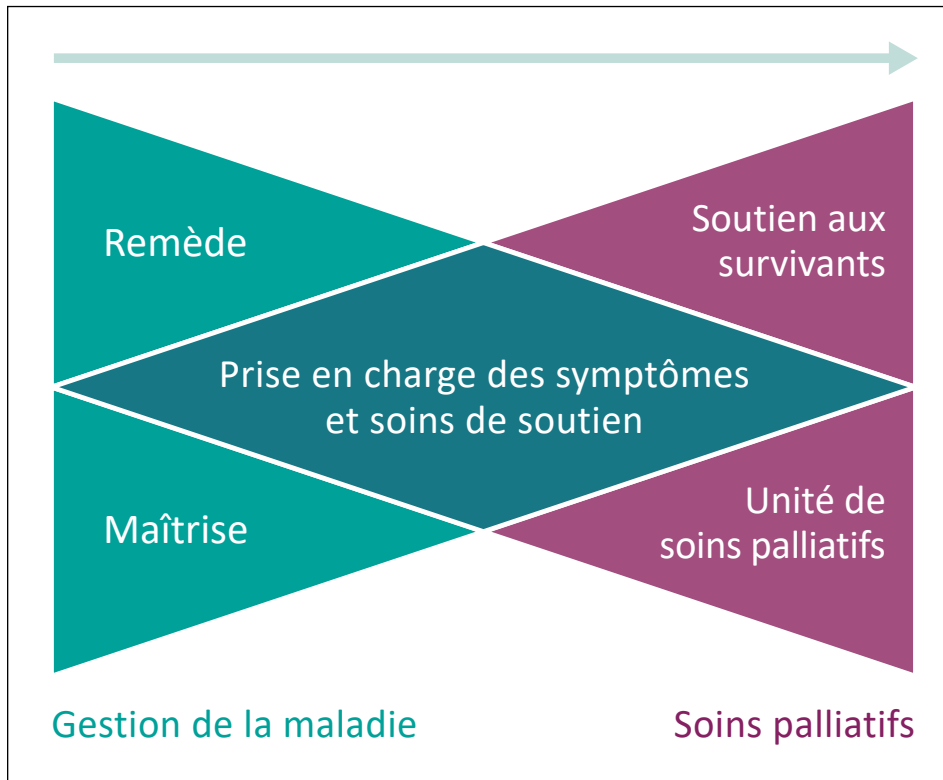 Remède
Soutien aux
survivants
Prise en charge des symptômes
et soins de soutien
Maîtrise
Unité de
soins palliatifs
Gestion de la maladie
Soins palliatifs